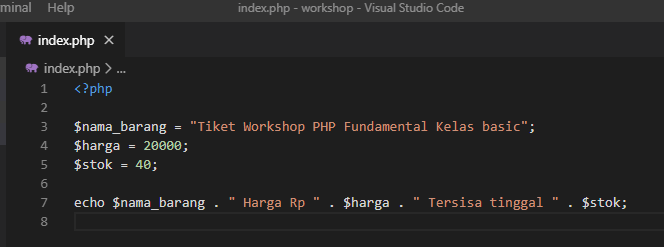 minal Help index.php - workshop - Visual Studio Code
index.php ×
index.php > ...
1 <?php
2
3 $nama_barang = "Tiket Workshop PHP Fundamental Kelas basic";
4 $harga = 20000;
5 $stok = 40;
6
7 echo $nama_barang . " Harga Rp " . $harga . " Tersisa tinggal " . $stok;
8